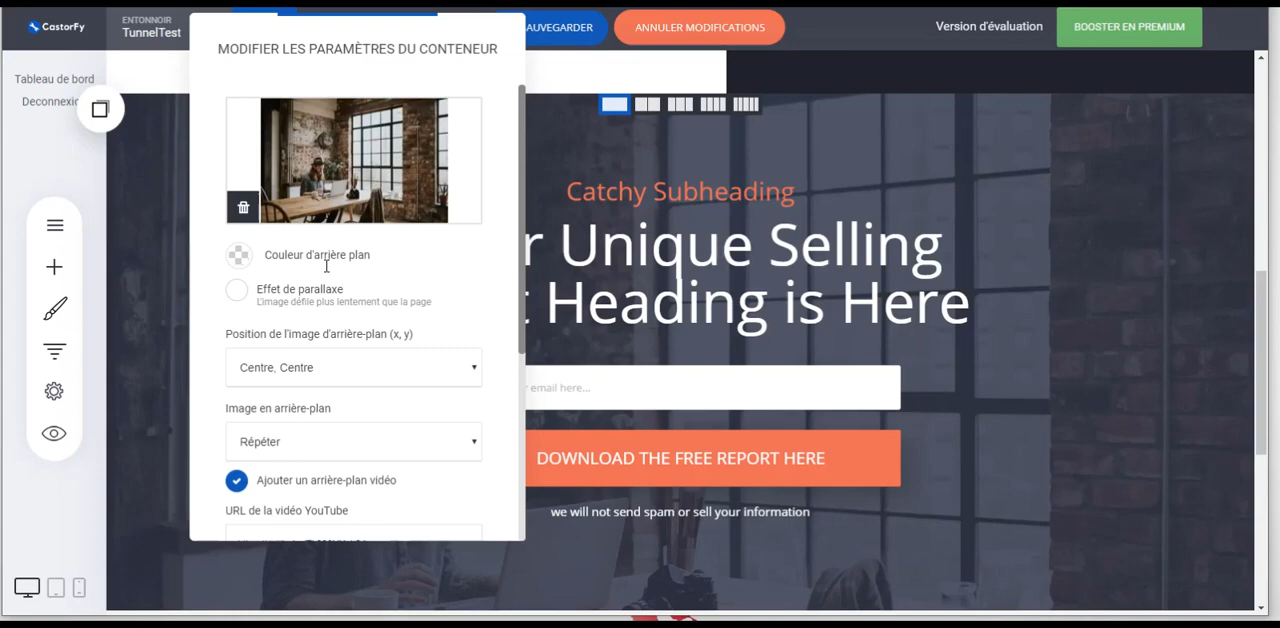 CastorFy
ENTONNOIR
TunnelTest
AUVEGARDER
ANNULER MODIFICATIONS
Version d'évaluation
BOOSTER EN PREMIUM
Tableau de bord
Deconnexio
MODIFIER LES PARAMÈTRES DU CONTENEUR
Couleur d'arrière plan
Effet de parallaxe
L'image défile plus lentement que la page
Position de l'image d'arrière-plan (x, y)
Centre, Centre
Image en arrière-plan
Répéter
Ajouter un arrière-plan vidéo
URL de la vidéo YouTube
Catchy Subheading
r Unique Selling
t Heading is Here
email here...
DOWNLOAD THE FREE REPORT HERE
we will not send spam or sell your information